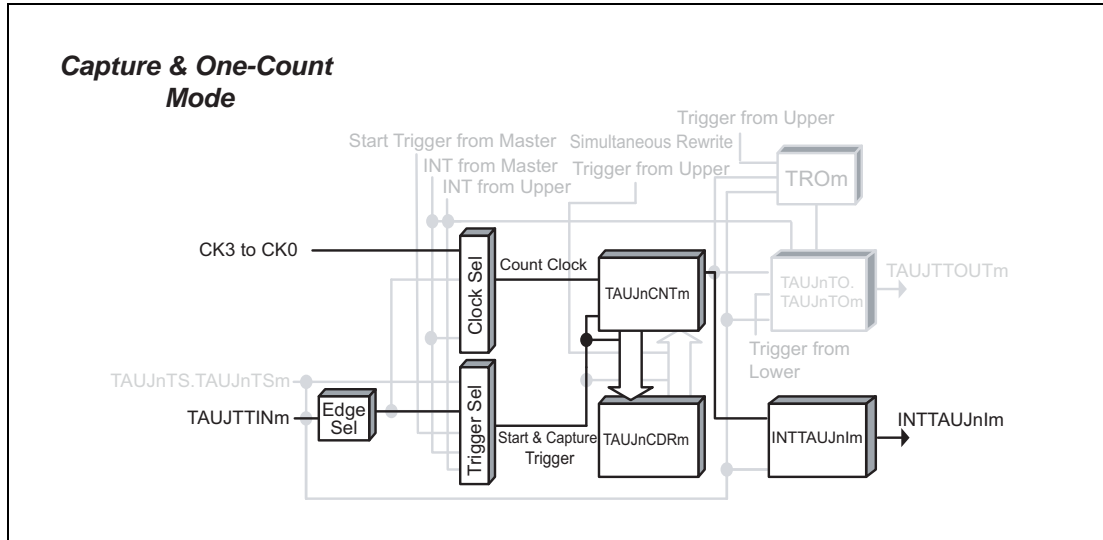 Capture & One-Count
Mode
Trigger from Upper
Start Trigger from Master
Simultaneous Rewrite
INT from Master
Trigger from Upper
INT from Upper
TROm
CK3 to CK0
Clock Sel
Count Clock
TAUJnCNTm
TAUJnTO.
TAUJnTOm
TAUJTTOUTm
Trigger from
Lower
TAUJnTS.TAUJnTSm
TAUJTTINm
Edge
Sel
Trigger Sel
Start & Capture
Trigger
TAUJnCDRm
INTTAUJnIm
INTTAUJnIm